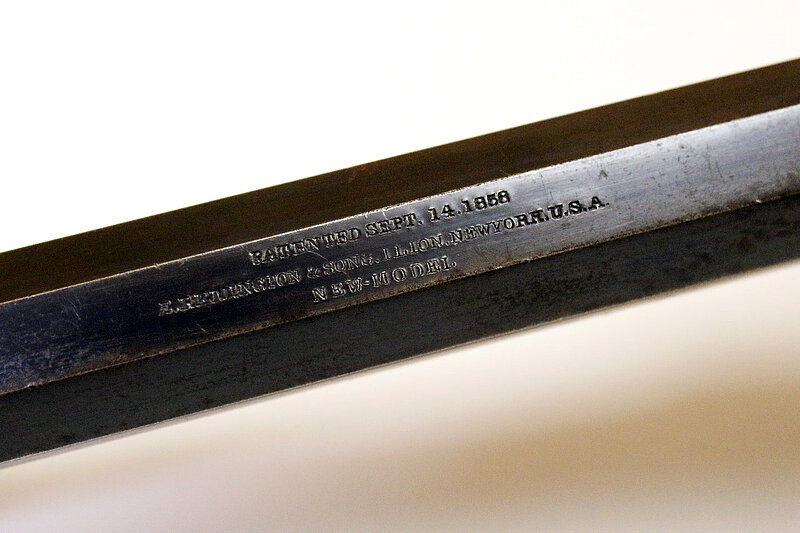 PATENTED SEPT. 14.1858
E. REMINGTON & SONS. ILION. NEWYORK. U.S.A.
NEW-MODEL